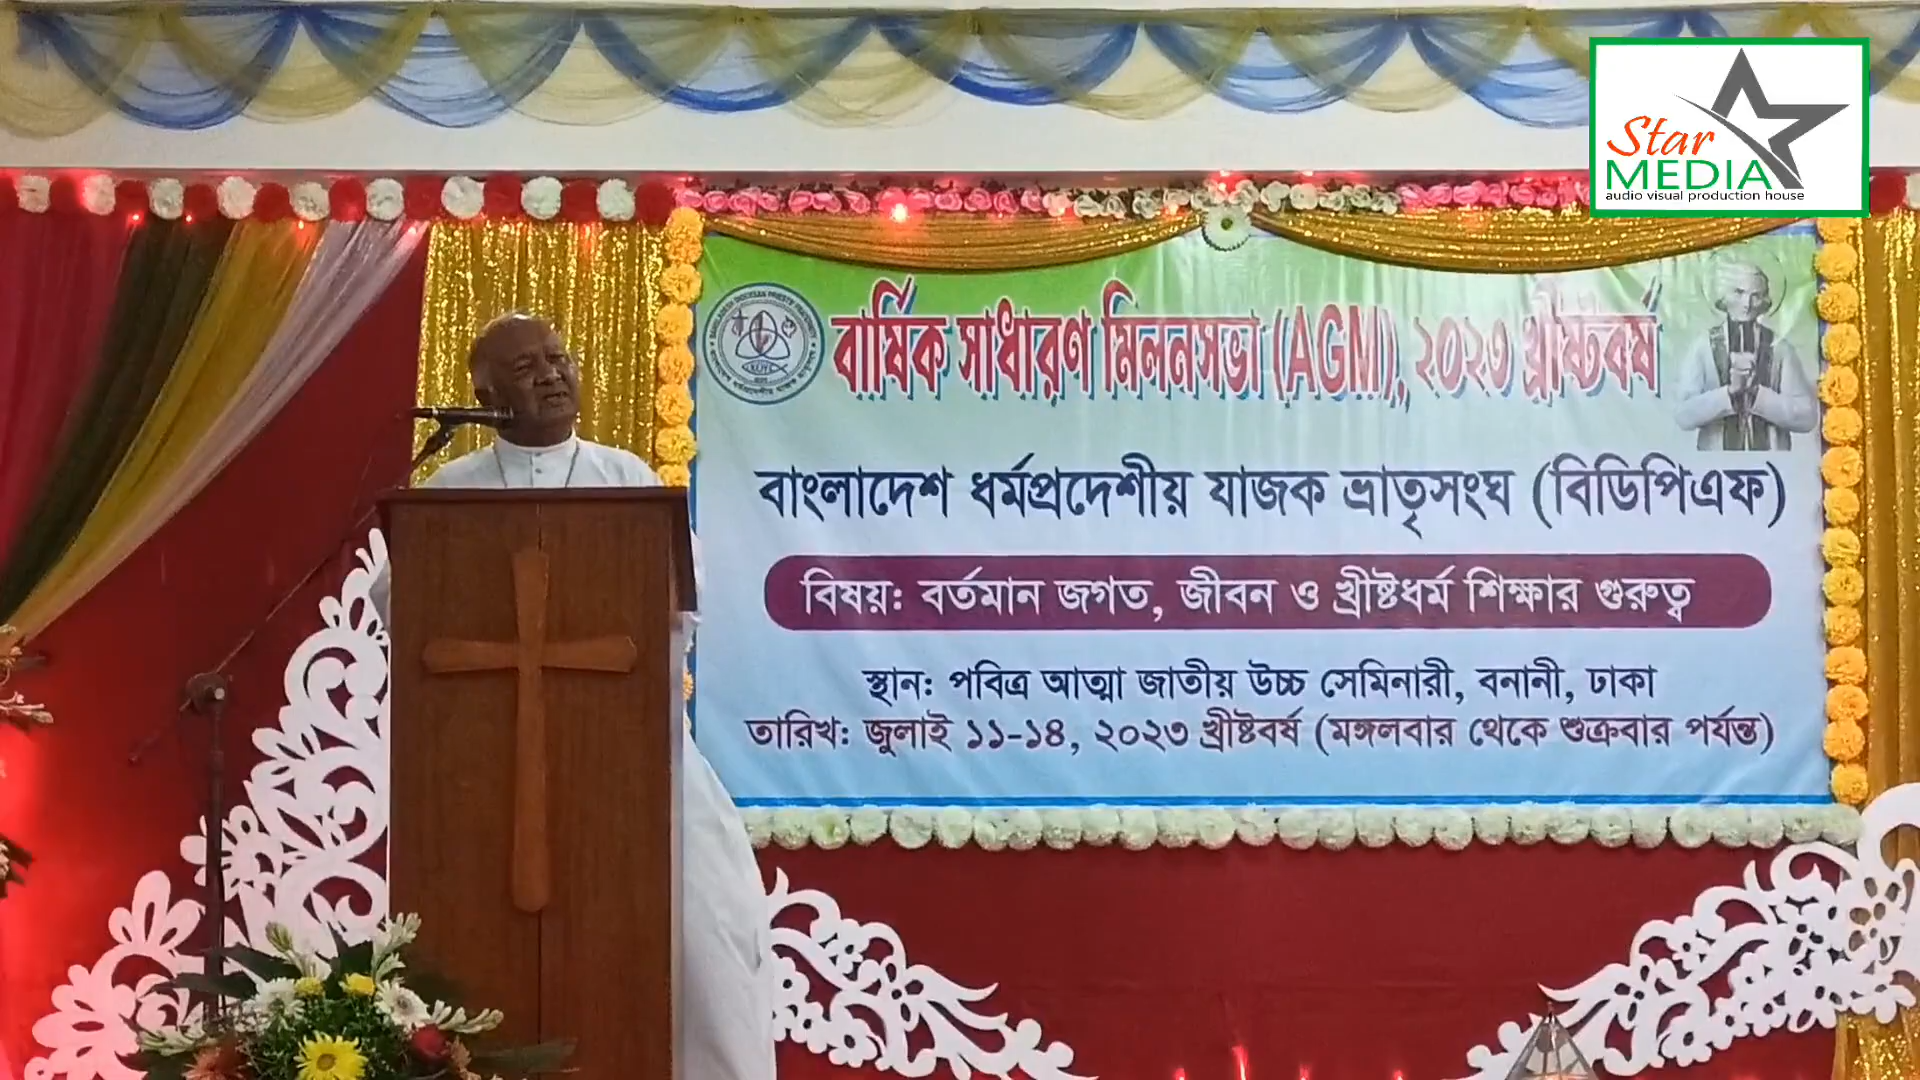 Star
MEDIA
audio visual production house
বার্ষিক সাধারণ মিলনসভা (AGM), ২০২৩ খ্রীষ্টবর্ষ
বাংলাদেশ ধর্মপ্রদেশীয় যাজক ভ্রাতৃসংঘ (বিডিপিএফ)
বিষয়: বর্তমান জগত, জীবন ও খ্রীষ্টধর্ম শিক্ষার গুরুত্ব
স্থান: পবিত্র আত্মা জাতীয় উচ্চ সেমিনারী, বনানী, ঢাকা
তারিখ: জুলাই ১১-১৪, ২০২৩ খ্রীষ্টবর্ষ (মঙ্গলবার থেকে শুক্রবার পর্যন্ত)